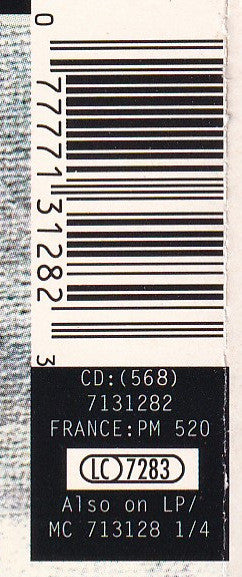 0 77771 31282 3
CD:(568)
7131282
FRANCE:PM 520
LC 7283
Also on LP/
MC 713128 1/4